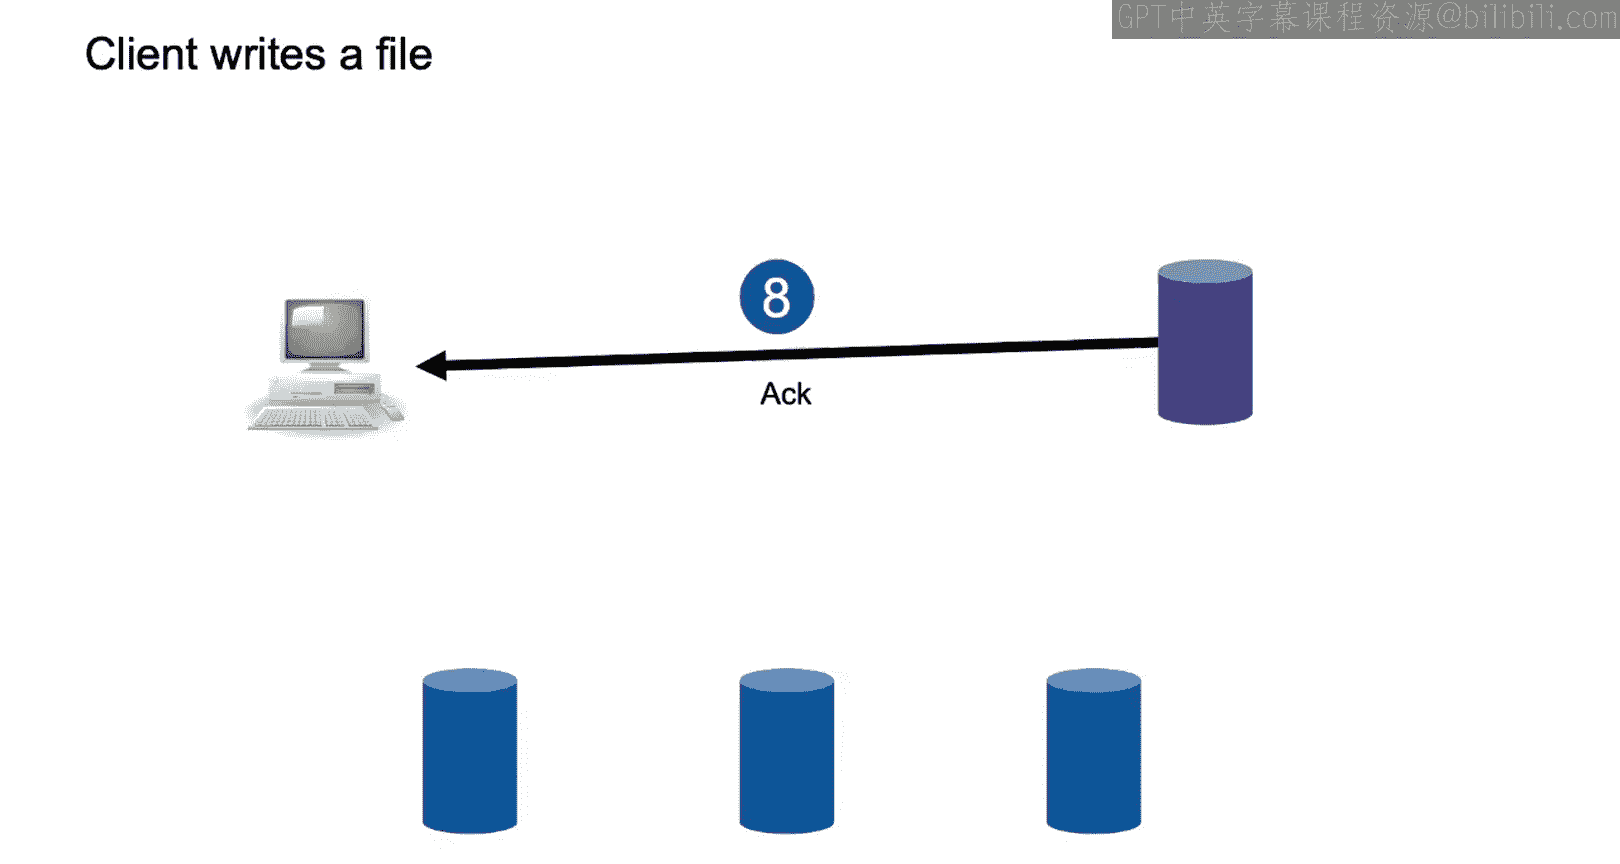 GPT中英字幕课程资源@bilibili.com
Client writes a file
8
Ack